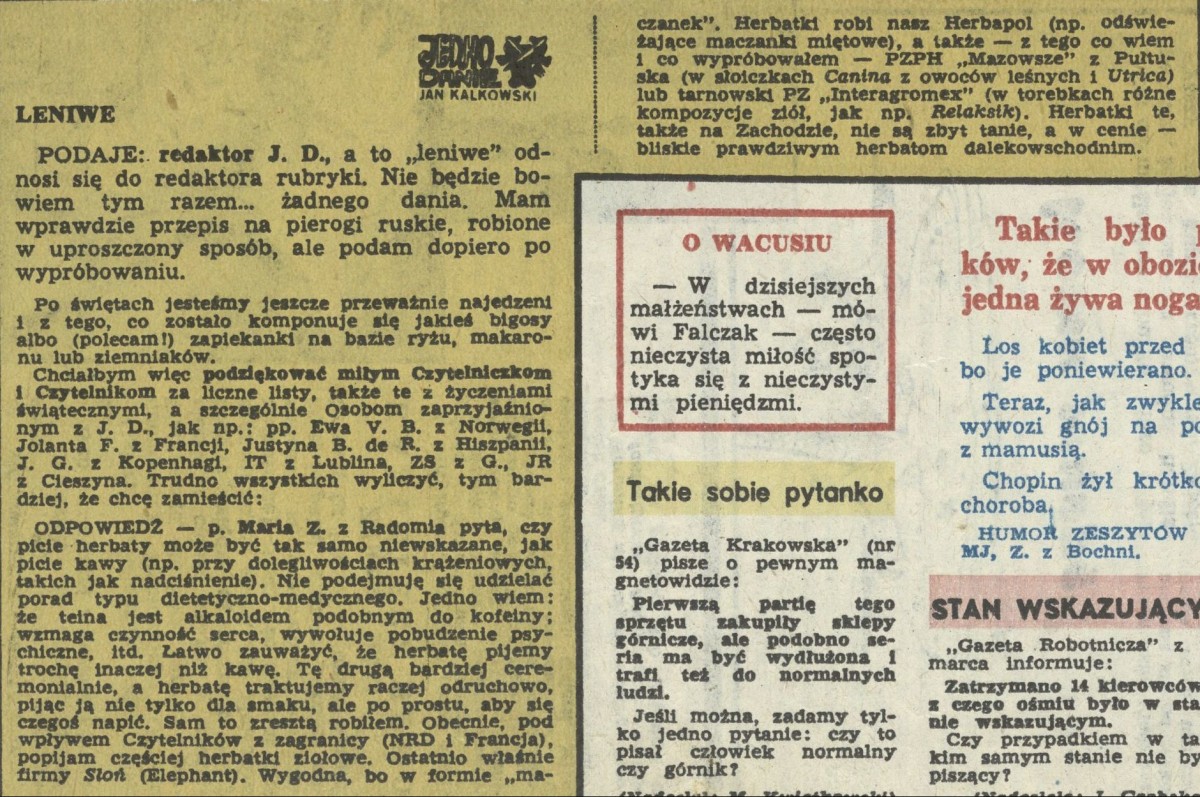 JEDNO
DANIE
JAN KALKOWSKI
LENIWE
PODAJE: redaktor J. D., a to „leniwe” od-
nosi się do redaktora rubryki. Nie będzie bo-
wiem tym razem... żadnego dania. Mam
wprawdzie przepis na pierogi ruskie, robione
w uproszczony sposób, ale podam dopiero po
wypróbowaniu.
Po świętach jesteśmy jeszcze przeważnie najedzeni
i z tego, co zostało komponuje się jakieś bigosy
albo (polecam!) zapiekanki na bazie ryżu, makaro-
nu lub ziemniaków.
Chciałbym więc podziękować miłym Czytelniczkom
i Czytelnikom za liczne listy, także te z życzeniami
świątecznymi, a szczególnie Osobom zaprzyjaźnio-
nym z J. D., jak np.: pp. Ewa V. B. z Norwegii,
Jolanta F. z Francji, Justyna B. de R. z Hiszpanii,
J. G. z Kopenhagi, IT z Lublina, ZS z G., JR
z Cieszyna. Trudno wszystkich wyliczyć, tym bar-
dziej, że chcę zamieścić:
ODPOWIEDŹ — p. Maria Z. z Radomia pyta, czy
picie herbaty może być tak samo niewskazane, jak
picie kawy (np. przy dolegliwościach krążeniowych,
takich jak nadciśnienie). Nie podejmuję się udzielać
porad typu dietetyczno-medycznego. Jedno wiem:
że teina jest alkaloidem podobnym do kofeiny;
wzmaga czynność serca, wywołuje pobudzenie psy-
chiczne, itd. Łatwo zauważyć, że herbatę pijemy
trochę inaczej niż kawę. Tę drugą bardziej cere-
monialnie, a herbatę traktujemy raczej odruchowo,
pijąc ją nie tylko dla smaku, ale po prostu, aby się
czegoś napić. Sam to zresztą robiłem. Obecnie, pod
wpływem Czytelników z zagranicy (NRD i Francja),
popijam częściej herbatki ziołowe. Ostatnio właśnie
firmy Słoń (Elephant). Wygodna, bo w formie „ma-
czanek”. Herbatki robi nasz Herbapol (np. odświe-
żające maczanki miętowe), a także — z tego co wiem
i co wypróbowałem — PZPH „Mazowsze” z Pułtu-
ska (w słoiczkach Canina z owoców leśnych i Utrica)
lub tarnowski PZ „Interagromex” (w torebkach różne
kompozycje ziół, jak np. Relaksik). Herbatki te,
także na Zachodzie, nie są zbyt tanie, a w cenie —
bliskie prawdziwym herbatom dalekowschodnim.
O WACUSIU
— W dzisiejszych
małżeństwach — mó-
wi Falczak — często
nieczysta miłość spo-
tyka się z nieczysty-
mi pieniędzmi.
Takie sobie pytanko
„Gazeta Krakowska” (nr
54) pisze o pewnym ma-
gnetowidzie:
Pierwszą partię tego
sprzętu zakupiły sklepy
górnicze, ale podobno se-
ria ma być wydłużona i
trafi też do normalnych
ludzi.
Jeśli można, zadamy tyl-
ko jedno pytanie: czy to
pisał człowiek normalny
czy górnik?
Takie było
ków, że w obozi
jedna żywa noga
Los kobiet przed
bo je poniewierano.
Teraz, jak zwykle
wywozi gnój na po
z mamusią.
Chopin żył krótko
choroba.
HUMOR ZESZYTÓW
MJ, Z. z Bochni.
STAN WSKAZUJĄCY
„Gazeta Robotnicza” z
marca informuje:
Zatrzymano 14 kierowców
z czego ośmiu było w sta
nie wskazującym.
Czy przypadkiem w ta
kim samym stanie nie by
piszący?